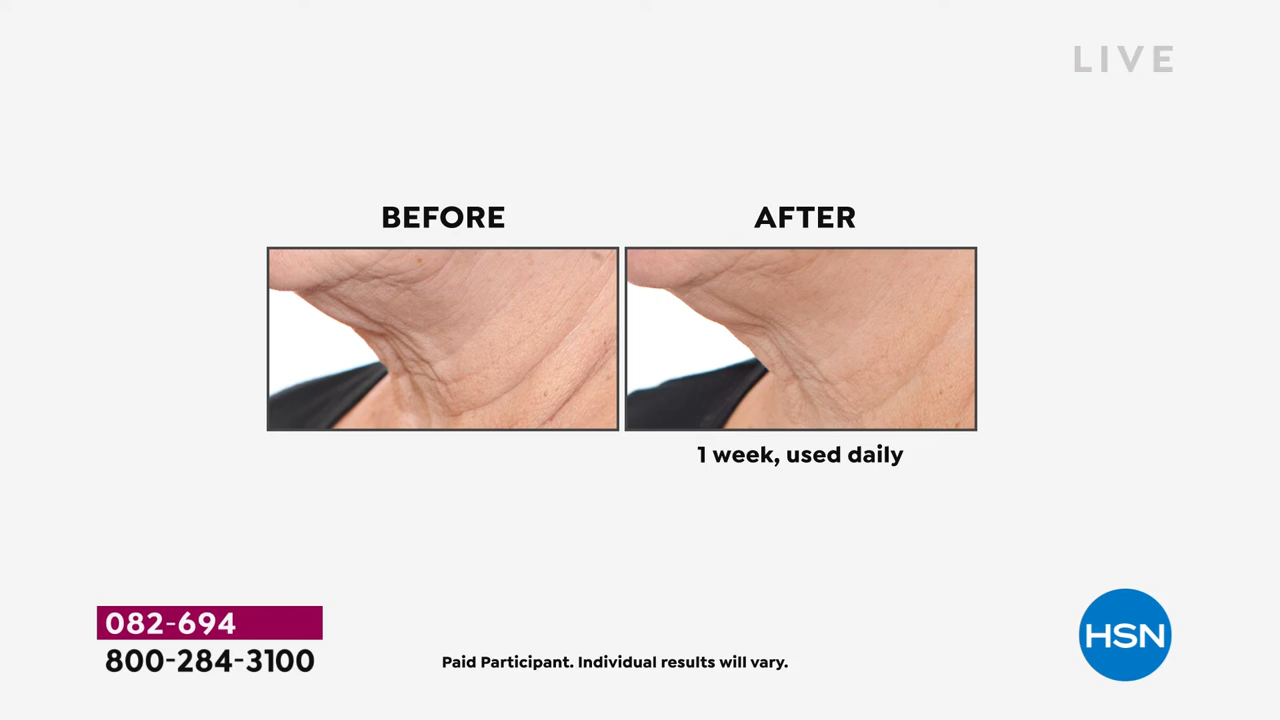 LIVE
BEFORE
AFTER
1 week, used daily
082-694
800-284-3100
Paid Participant. Individual results will vary.
HSN